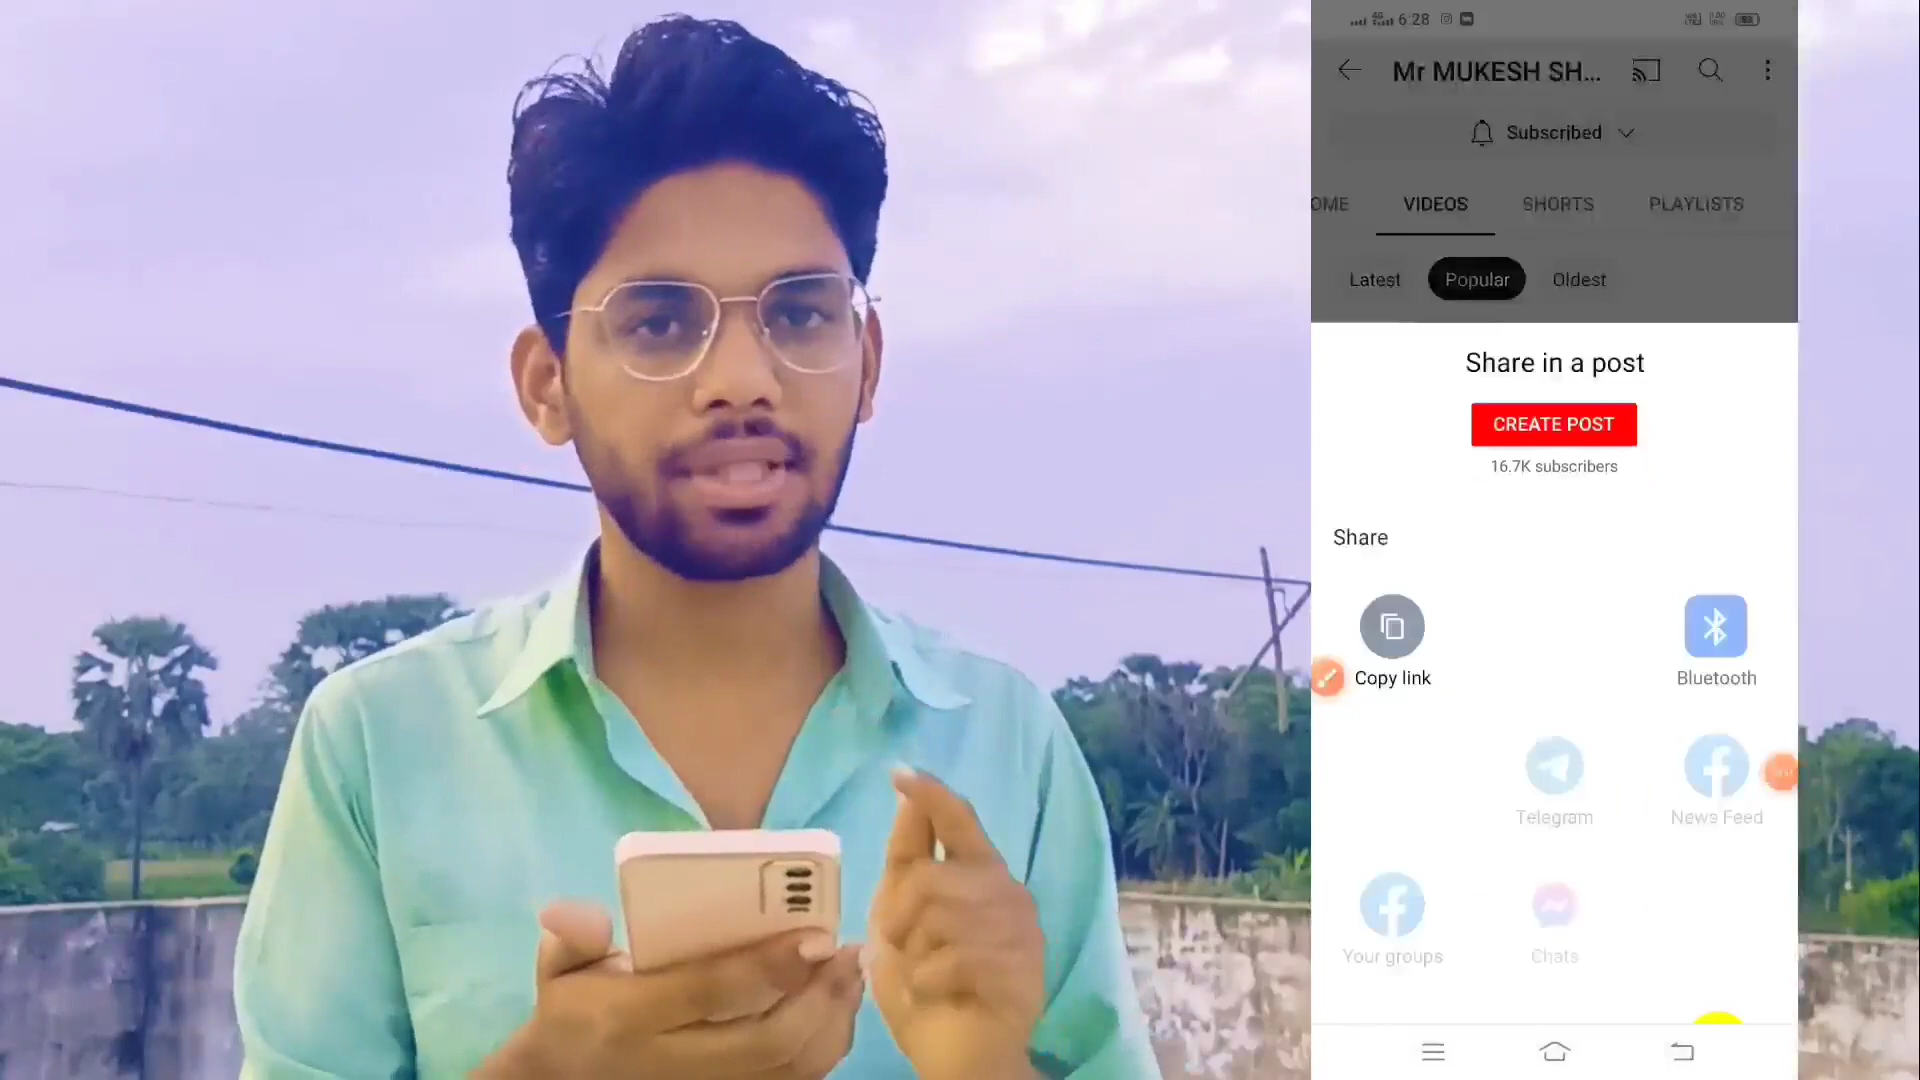 4G 6:28
Mr MUKESH SH...
Subscribed
OME VIDEOS SHORTS PLAYLISTS
Latest Popular Oldest
Share in a post
CREATE POST
16.7K subscribers
Share
Copy link
Bluetooth
Telegram
News Feed
Your groups
Chats